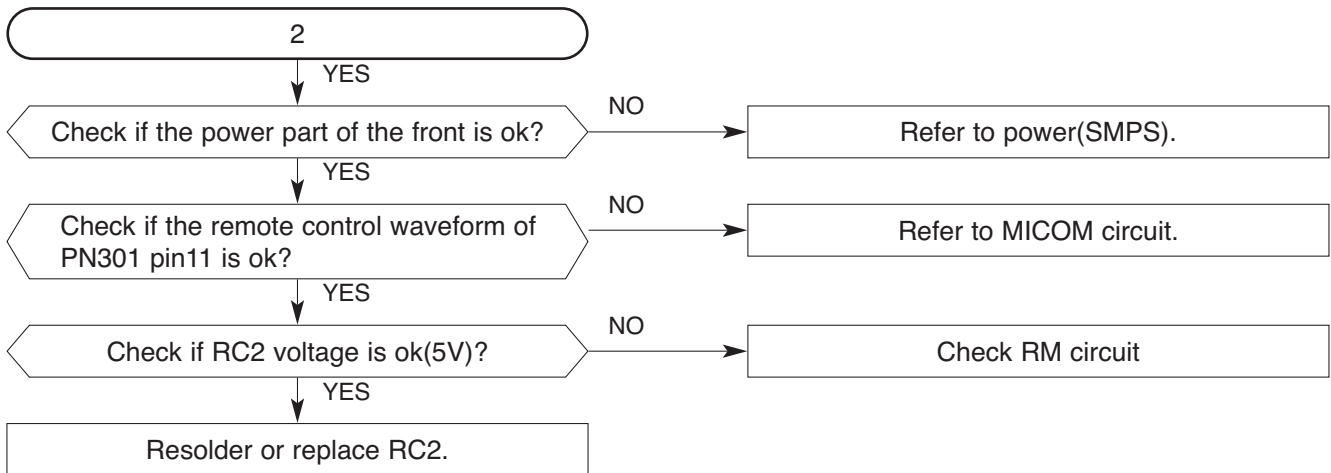 2
YES
Check if the power part of the front is ok?
NO
Refer to power(SMPS).
YES
Check if the remote control waveform of
PN301 pin11 is ok?
NO
Refer to MICOM circuit.
YES
Check if RC2 voltage is ok(5V)?
NO
Check RM circuit
YES
Resolder or replace RC2.